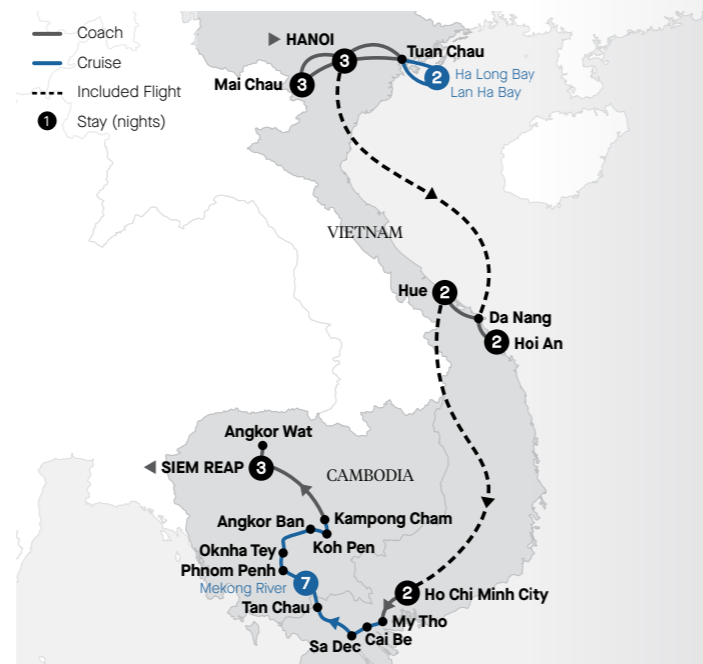 Coach
Cruise
Included Flight
1 Stay (nights)
HANOI
3
Tuan Chau
Mai Chau
3
2
Ha Long Bay
Lan Ha Bay
VIETNAM
Hue
2
Da Nang
2
Hoi An
Angkor Wat
SIEM REAP
3
CAMBODIA
Angkor Ban
Kampong Cham
Koh Pen
Oknha Tey
Phnom Penh
7
Mekong River
2
Ho Chi Minh City
Tan Chau
My Tho
Cai Be
Sa Dec